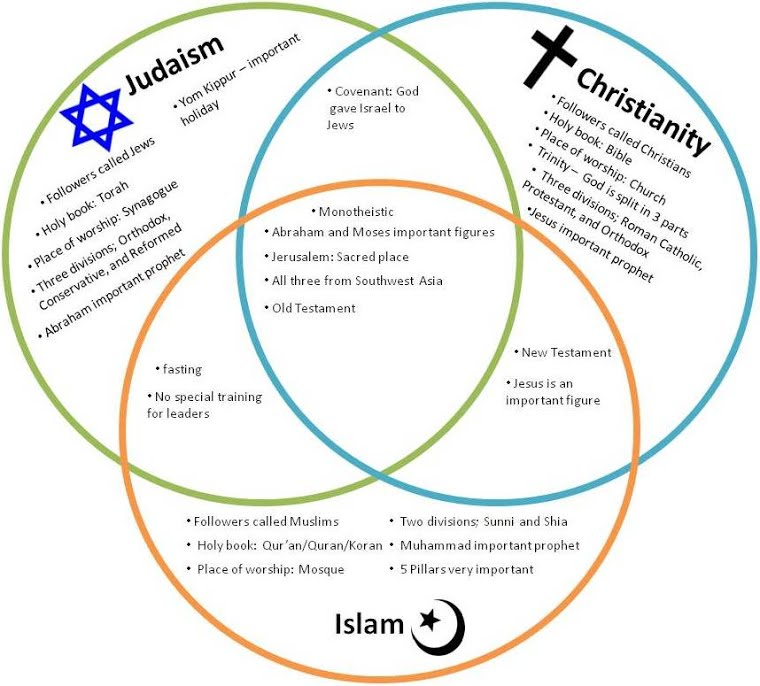 Judaism
• Yom Kippur – important
holiday
• Followers called Jews
• Holy book: Torah
• Place of worship: Synagogue
• Three divisions; Orthodox,
Conservative, and Reformed
• Abraham important prophet
• Covenant: God
gave Israel to
Jews
Christianity
• Followers called Christians
• Holy book: Bible
• Place of worship: Church
• Trinity – God is split in 3 parts
• Three divisions; Roman Catholic,
Protestant, and Orthodox
•Jesus important prophet
• Monotheistic
• Abraham and Moses important figures
• Jerusalem: Sacred place
• All three from Southwest Asia
• Old Testament
• fasting
• No special training
for leaders
• New Testament
• Jesus is an
important figure
• Followers called Muslims
• Holy book: Qur'an/Quran/Koran
• Place of worship: Mosque
• Two divisions; Sunni and Shia
• Muhammad important prophet
• 5 Pillars very important
Islam